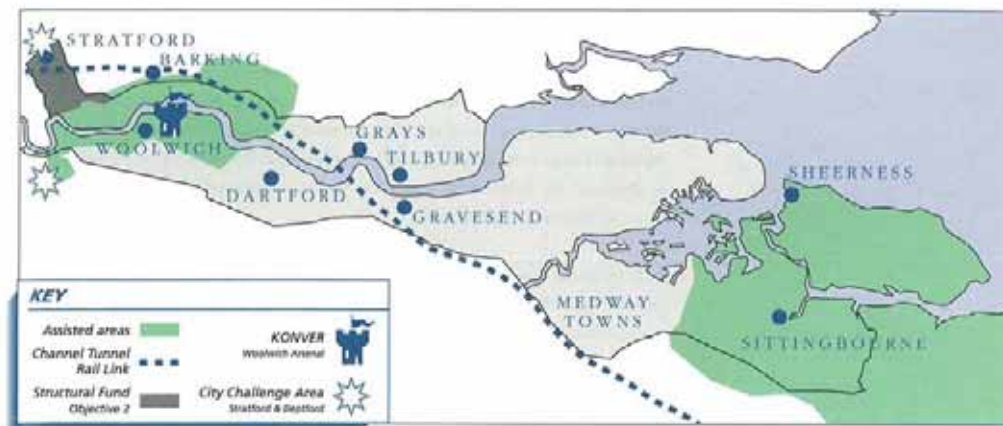 STRATFORD
BARKING
WOOLWICH
GRAYS
TILBURY
DARTFORD
GRAVESEND
SHEERNESS
MEDWAY
TOWNS
SITTINGBOURNE
KEY
Assisted areas
Channel Tunnel
Rail Link
Structural Fund
Objective 2
KONVER
Woolwich Arsenal
City Challenge Area
Stratford & Deptford